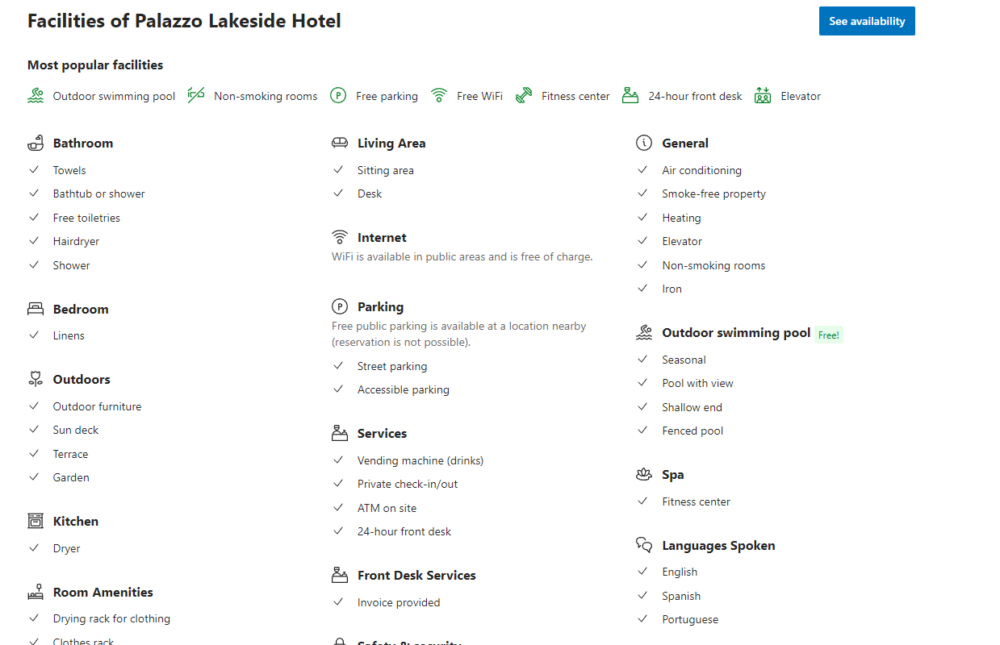 Facilities of Palazzo Lakeside Hotel
See availability
Most popular facilities
Outdoor swimming pool Non-smoking rooms Free parking Free WiFi Fitness center 24-hour front desk Elevator
Bathroom
Towels
Bathtub or shower
Free toiletries
Hairdryer
Shower
Bedroom
Linens
Outdoors
Outdoor furniture
Sun deck
Terrace
Garden
Kitchen
Dryer
Room Amenities
Drying rack for clothing
Clothes rack
Living Area
Sitting area
Desk
Internet
WiFi is available in public areas and is free of charge.
Parking
Free public parking is available at a location nearby
(reservation is not possible).
Street parking
Accessible parking
Services
Vending machine (drinks)
Private check-in/out
ATM on site
24-hour front desk
Front Desk Services
Invoice provided
Safety & security
General
Air conditioning
Smoke-free property
Heating
Elevator
Non-smoking rooms
Iron
Outdoor swimming pool Free!
Seasonal
Pool with view
Shallow end
Fenced pool
Spa
Fitness center
Languages Spoken
English
Spanish
Portuguese